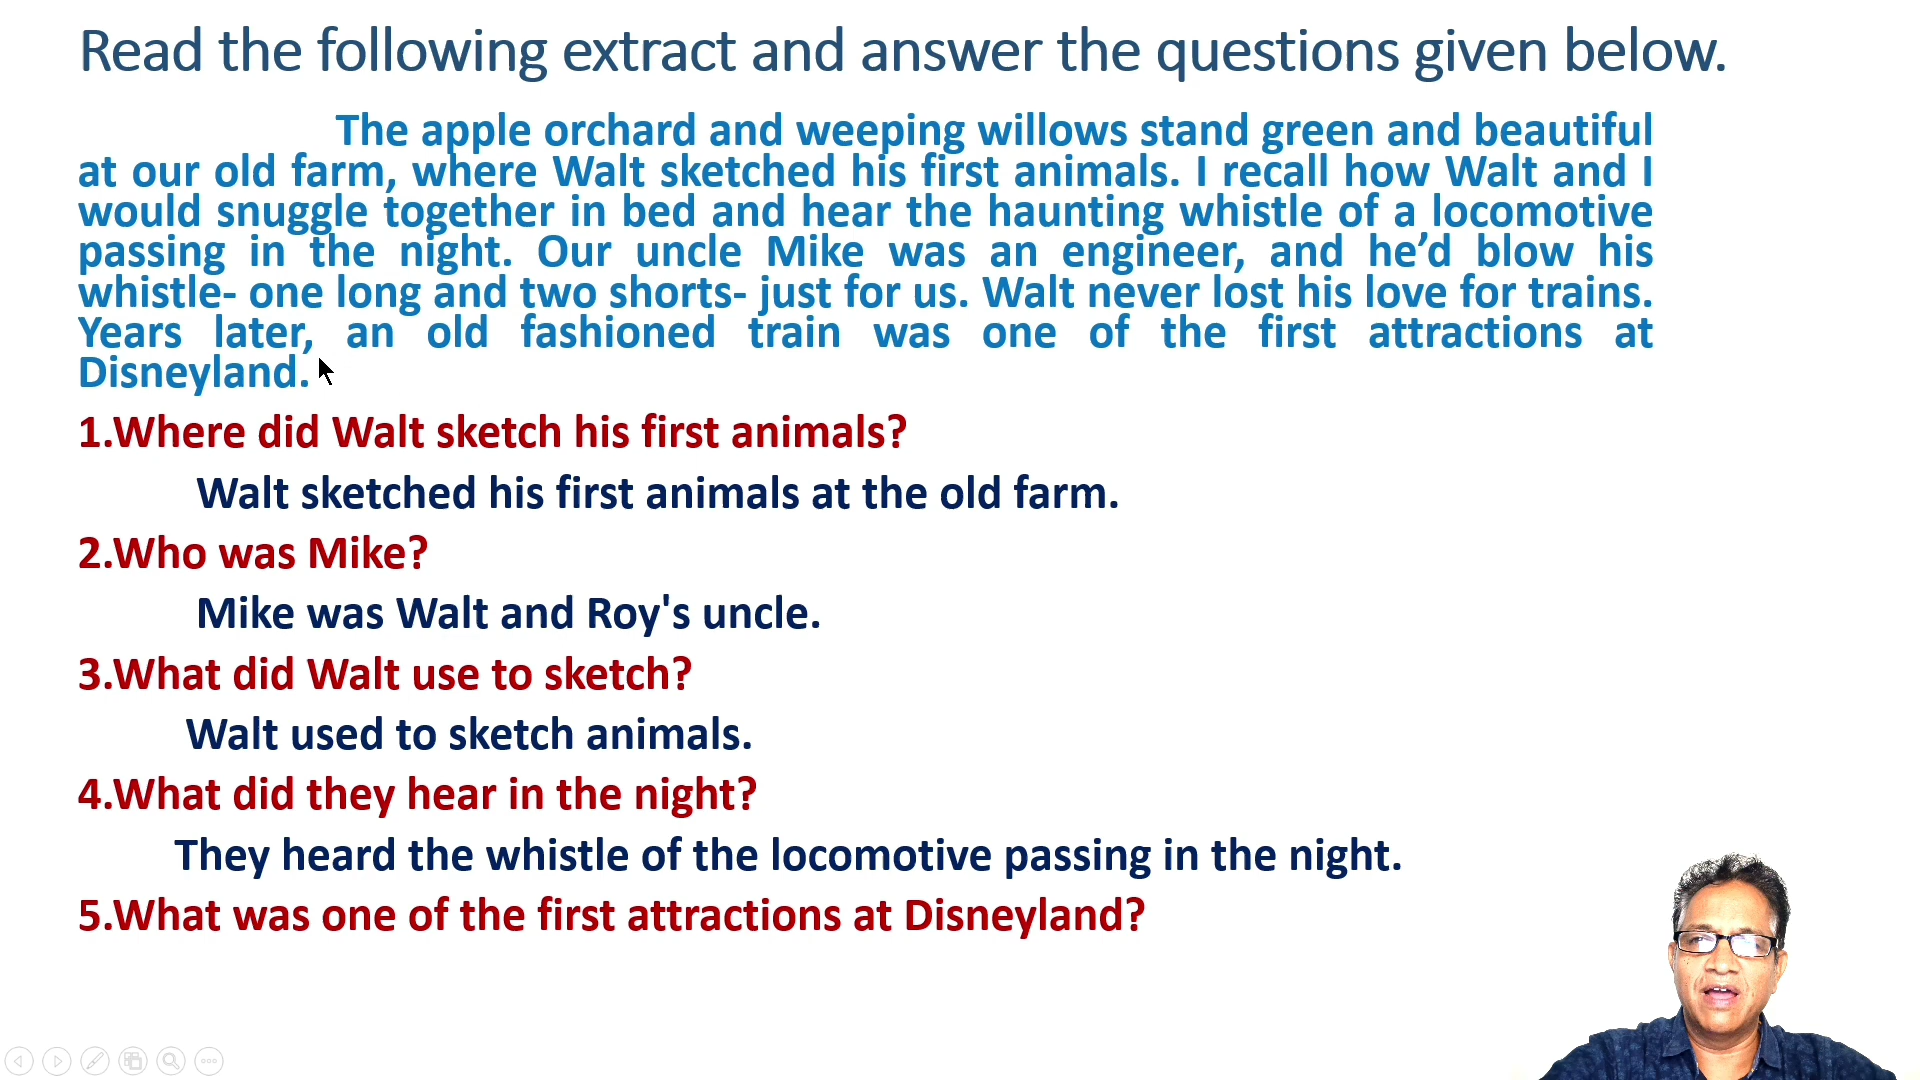 Read the following extract and answer the questions given below.
The apple orchard and weeping willows stand green and beautiful
at our old farm, where Walt sketched his first animals. I recall how Walt and I
would snuggle together in bed and hear the haunting whistle of a locomotive
passing in the night. Our uncle Mike was an engineer, and he’d blow his
whistle- one long and two shorts- just for us. Walt never lost his love for trains.
Years later, an old fashioned train was one of the first attractions at
Disneyland.
1.Where did Walt sketch his first animals?
Walt sketched his first animals at the old farm.
2.Who was Mike?
Mike was Walt and Roy's uncle.
3.What did Walt use to sketch?
Walt used to sketch animals.
4.What did they hear in the night?
They heard the whistle of the locomotive passing in the night.
5.What was one of the first attractions at Disneyland?